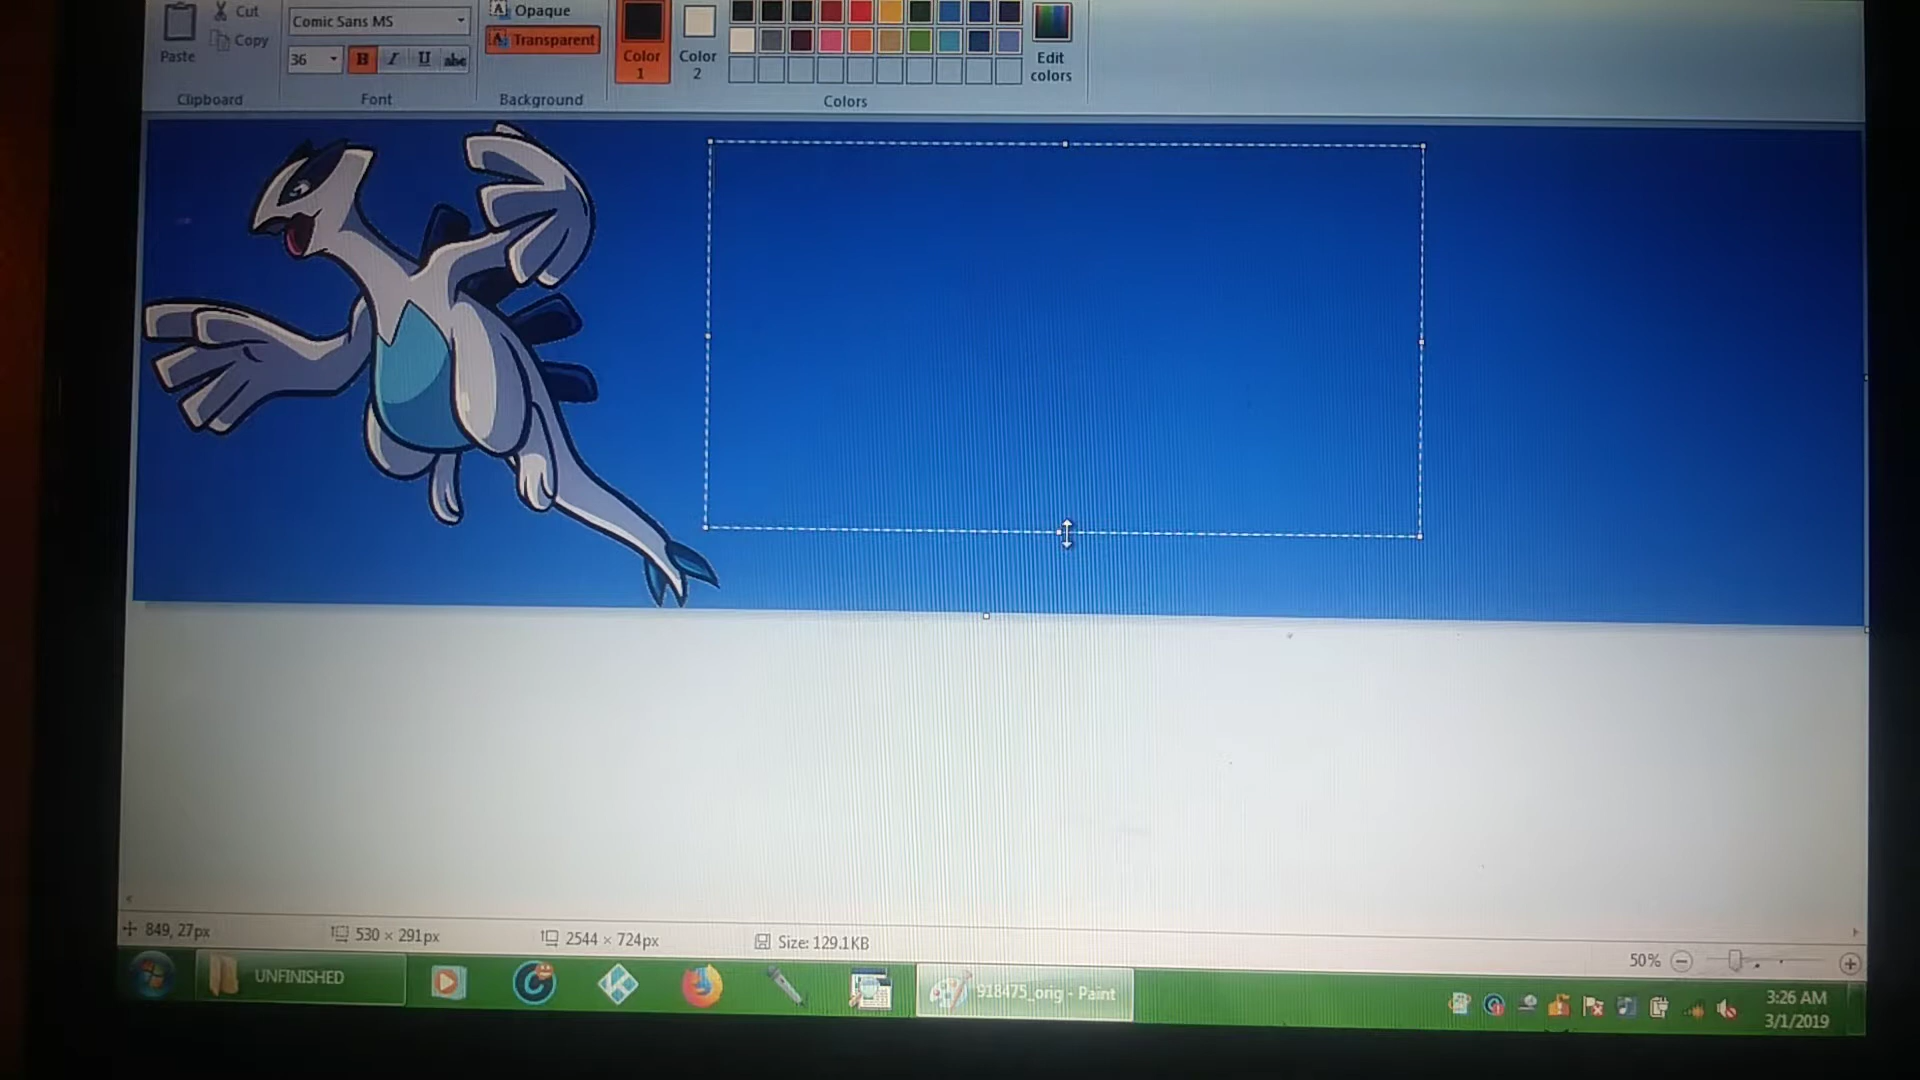 Cut
Paste
Copy
Clipboard
Comic Sans MS
36
B I U abc
Font
A Opaque
A Transparent
Background
Color 1
Color 2
Edit colors
Colors
849, 27px
530 × 291px
2544 × 724px
Size: 129.1KB
50%
UNFINISHED
918475_orig - Paint
3:26 AM
3/1/2019